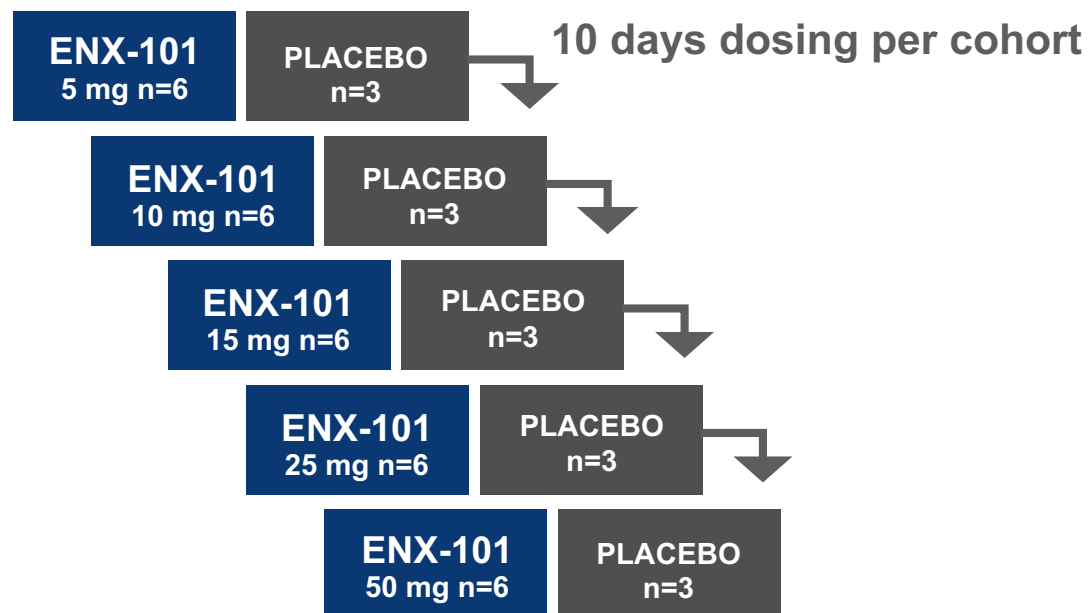 10 days dosing per cohort
ENX-101
5 mg n=6
PLACEBO
n=3
ENX-101
10 mg n=6
PLACEBO
n=3
ENX-101
15 mg n=6
PLACEBO
n=3
ENX-101
25 mg n=6
PLACEBO
n=3
ENX-101
50 mg n=6
PLACEBO
n=3